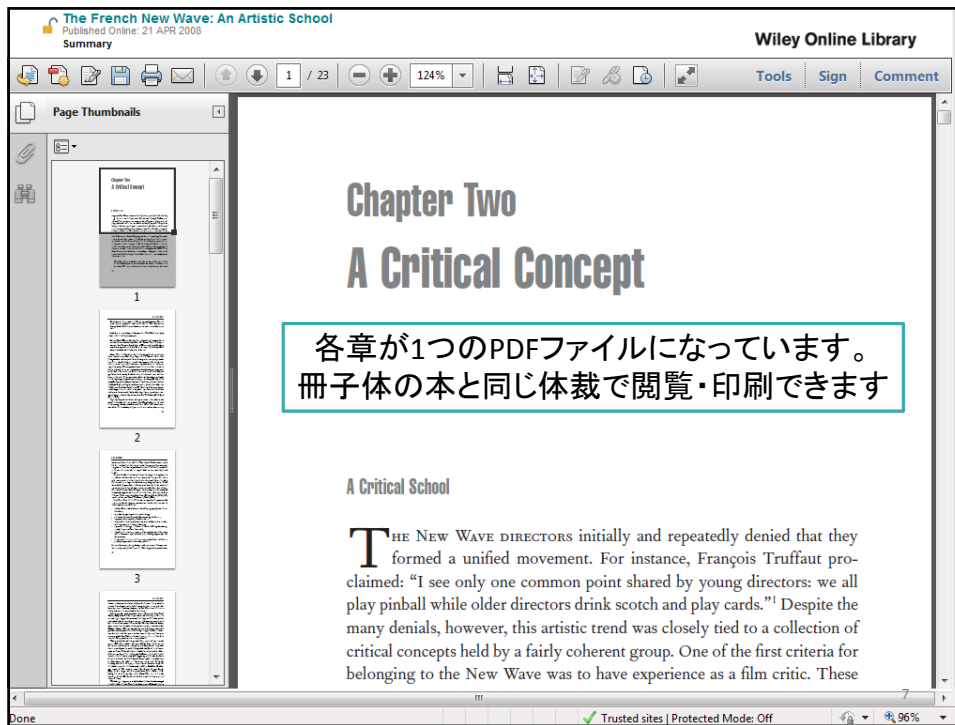 The French New Wave: An Artistic School
Published Online: 21 APR 2008
Summary
Wiley Online Library
1 / 23
124%
Tools Sign Comment
Page Thumbnails
1
2
3
Chapter Two
A Critical Concept
各章が1つのPDFファイルになっています。
冊子体の本と同じ体裁で閲覧・印刷できます
A Critical School
THE NEW WAVE DIRECTORS initially and repeatedly denied that they
formed a unified movement. For instance, François Truffaut pro-
claimed: “I see only one common point shared by young directors: we all
play pinball while older directors drink scotch and play cards.”1 Despite the
many denials, however, this artistic trend was closely tied to a collection of
critical concepts held by a fairly coherent group. One of the first criteria for
belonging to the New Wave was to have experience as a film critic. These
7
Done
Trusted sites | Protected Mode: Off
96%